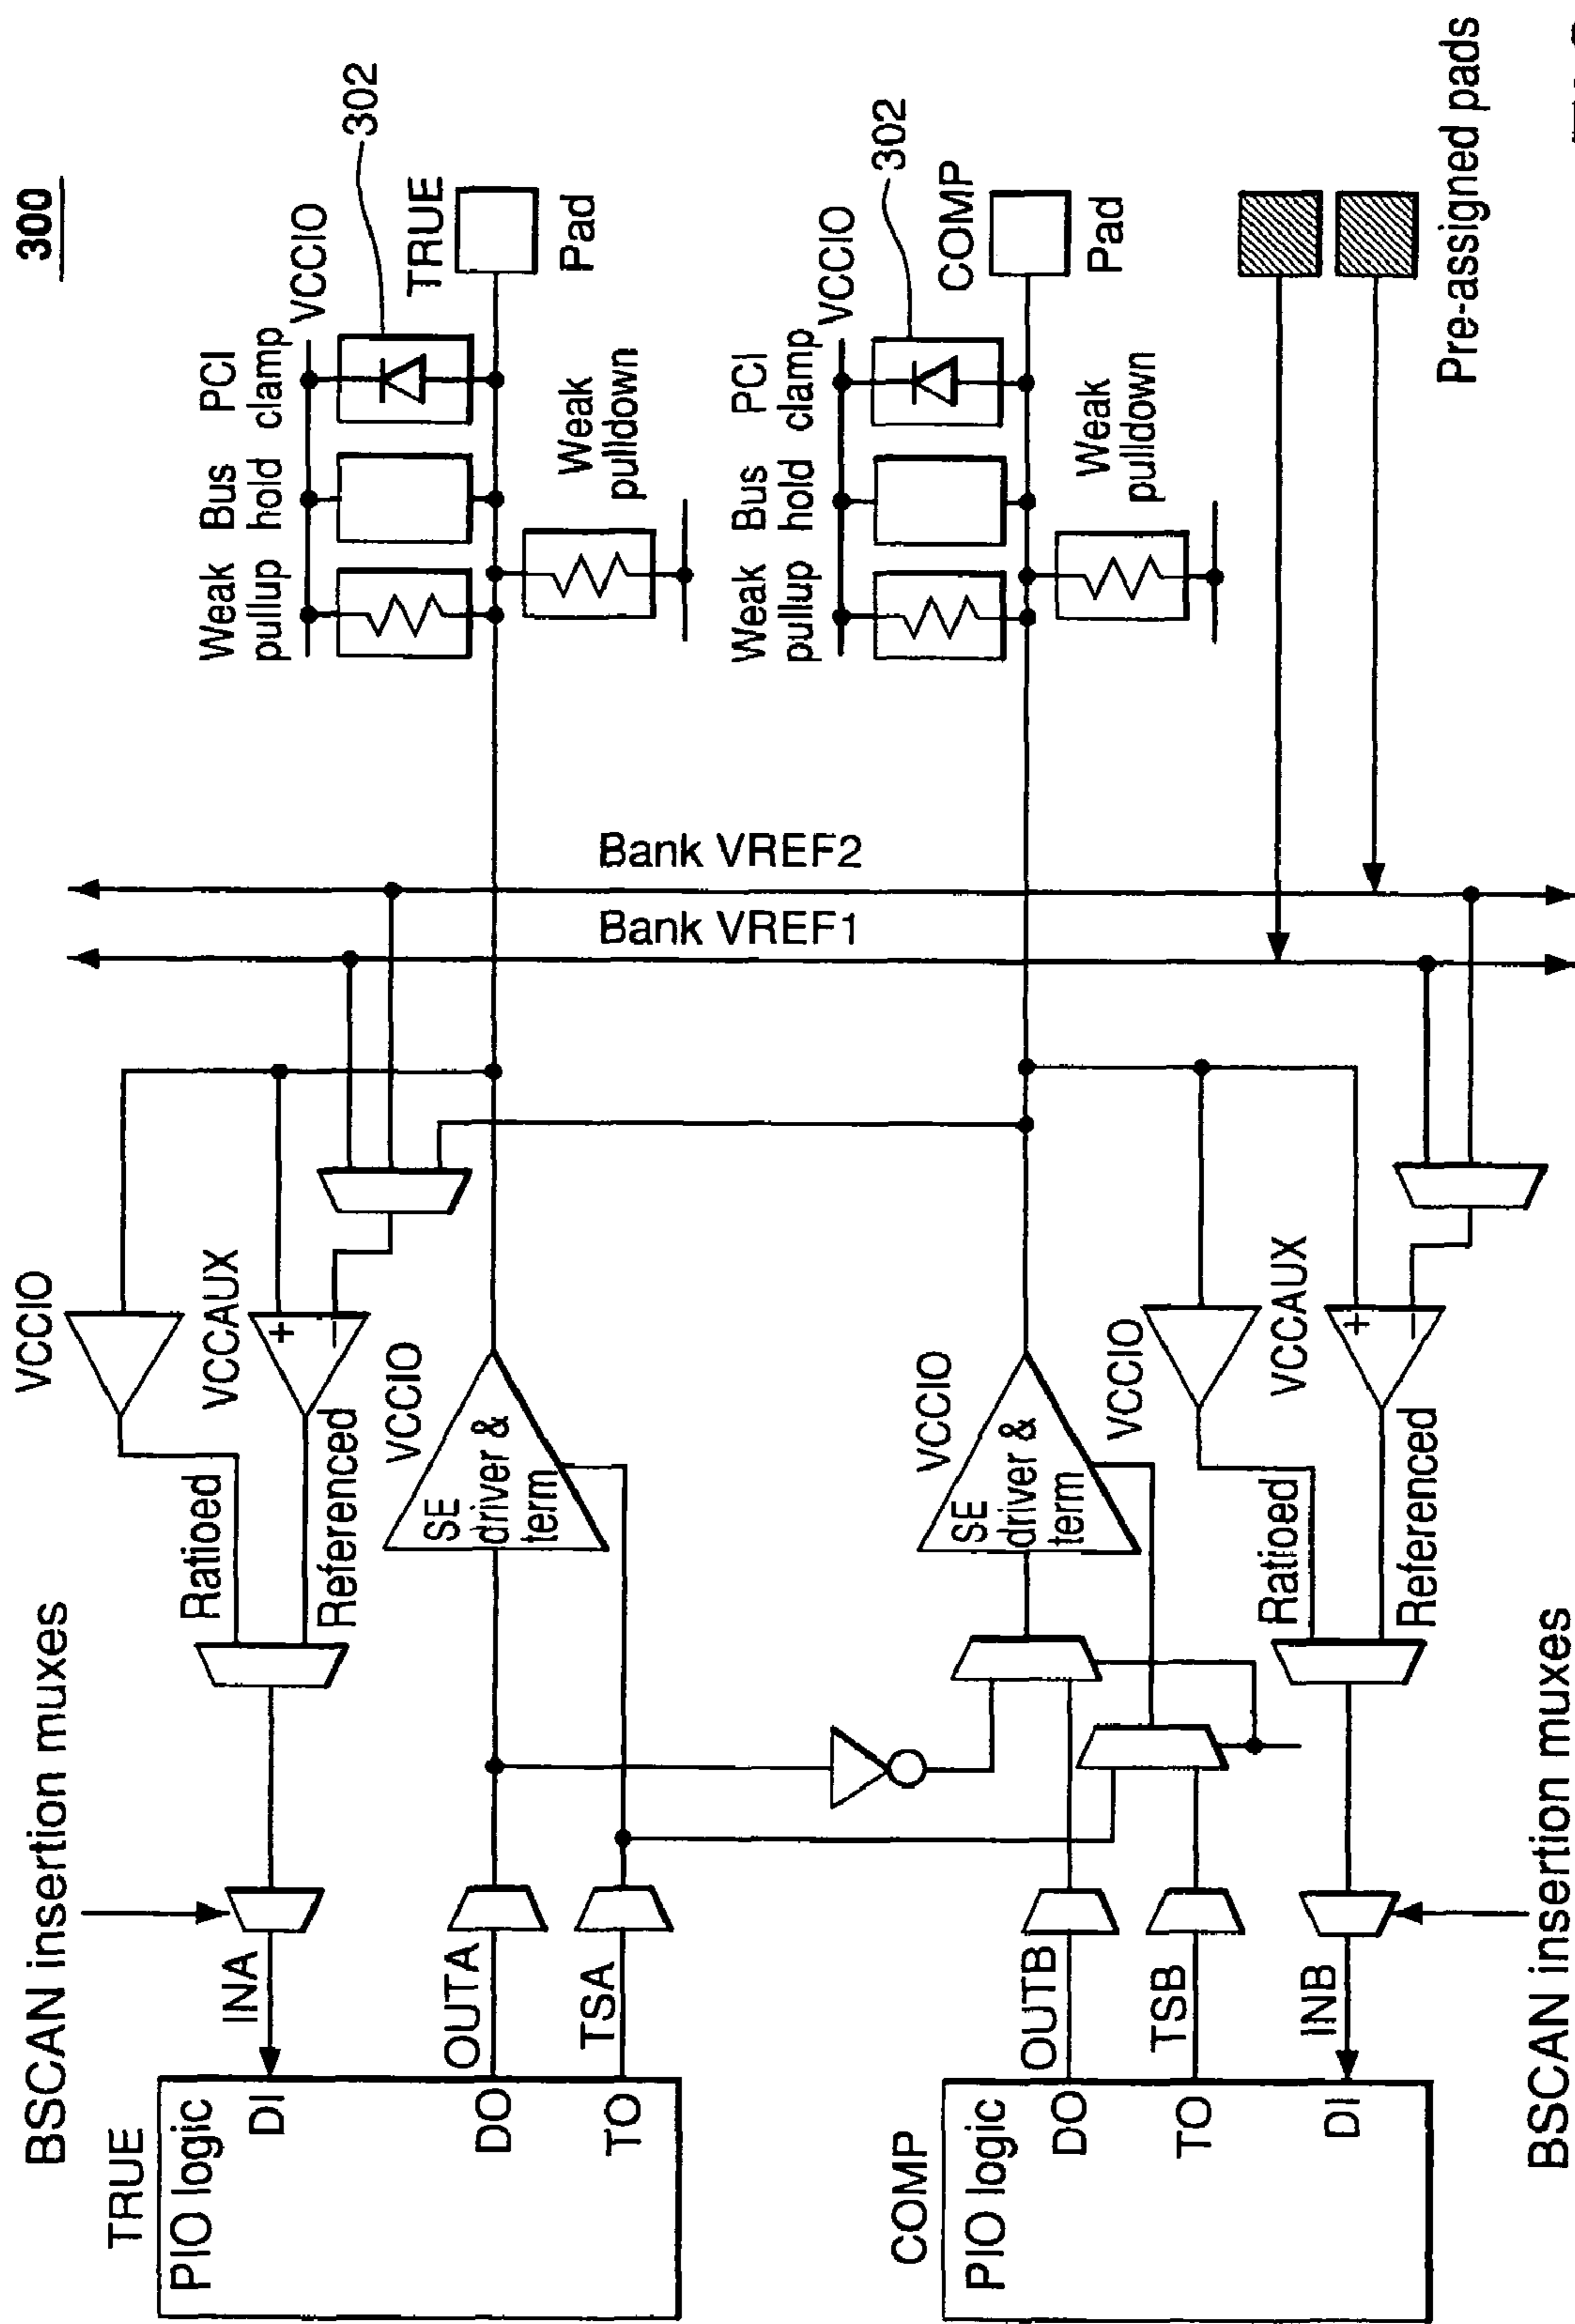 300
BSCAN insertion muxes
VCCIO
Ratioed
VCCAUX
+
–
Referenced
INA
TRUE
PIO logic
DI
DO
TO
OUTA
TSA
VCCIO
SE
driver &
term
Weak
pullup
Bus
hold
PCI
clamp
VCCIO
302
TRUE
Pad
Weak
pulldown
Bank VREF2
Bank VREF1
COMP
PIO logic
DO
TO
DI
OUTB
TSB
INB
VCCIO
SE
driver &
term
VCCIO
Ratioed
VCCAUX
+
–
Referenced
Weak
pullup
Bus
hold
PCI
clamp
VCCIO
302
COMP
Pad
Weak
pulldown
Pre-assigned pads
BSCAN insertion muxes